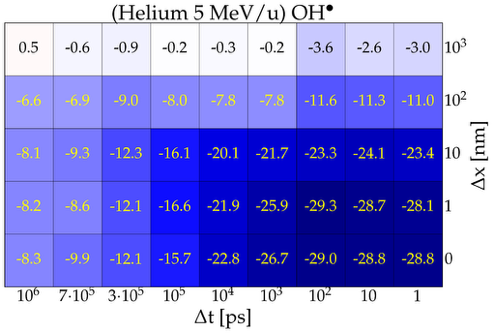 (Helium 5 MeV/u) OH•
0.5 -0.6 -0.9 -0.2 -0.3 -0.2 -3.6 -2.6 -3.0 10³
-6.6 -6.9 -9.0 -8.0 -7.8 -7.8 -11.6 -11.3 -11.0 10²
-8.1 -9.3 -12.3 -16.1 -20.1 -21.7 -23.3 -24.1 -23.4 10
-8.2 -8.6 -12.1 -16.6 -21.9 -25.9 -29.3 -28.7 -28.1 1
-8.3 -9.9 -12.1 -15.7 -22.8 -26.7 -29.0 -28.8 -28.8 0
Δx [nm]
10⁶ 7·10⁵ 3·10⁵ 10⁵ 10⁴ 10³ 10² 10 1
Δt [ps]